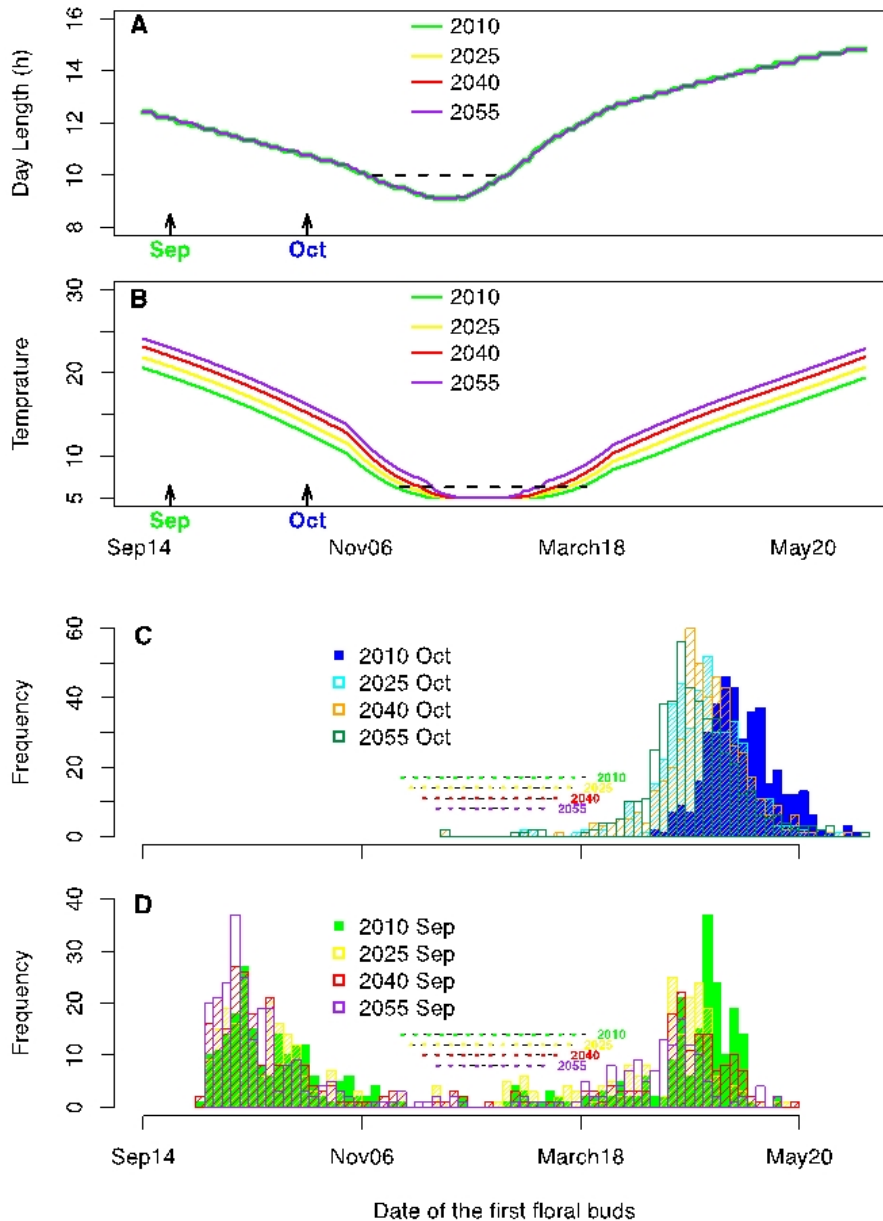 A
2010
2025
2040
2055
Day Length (h)
16
14
12
10
8
Sep
Oct
B
2010
2025
2040
2055
Temprature
30
20
10
5
Sep
Oct
Sep14
Nov06
March18
May20
C
2010 Oct
2025 Oct
2040 Oct
2055 Oct
Frequency
60
40
20
0
2010
2025
2040
2055
D
2010 Sep
2025 Sep
2040 Sep
2055 Sep
Frequency
40
30
20
10
0
2010
2025
2040
2055
Sep14
Nov06
March18
May20
Date of the first floral buds